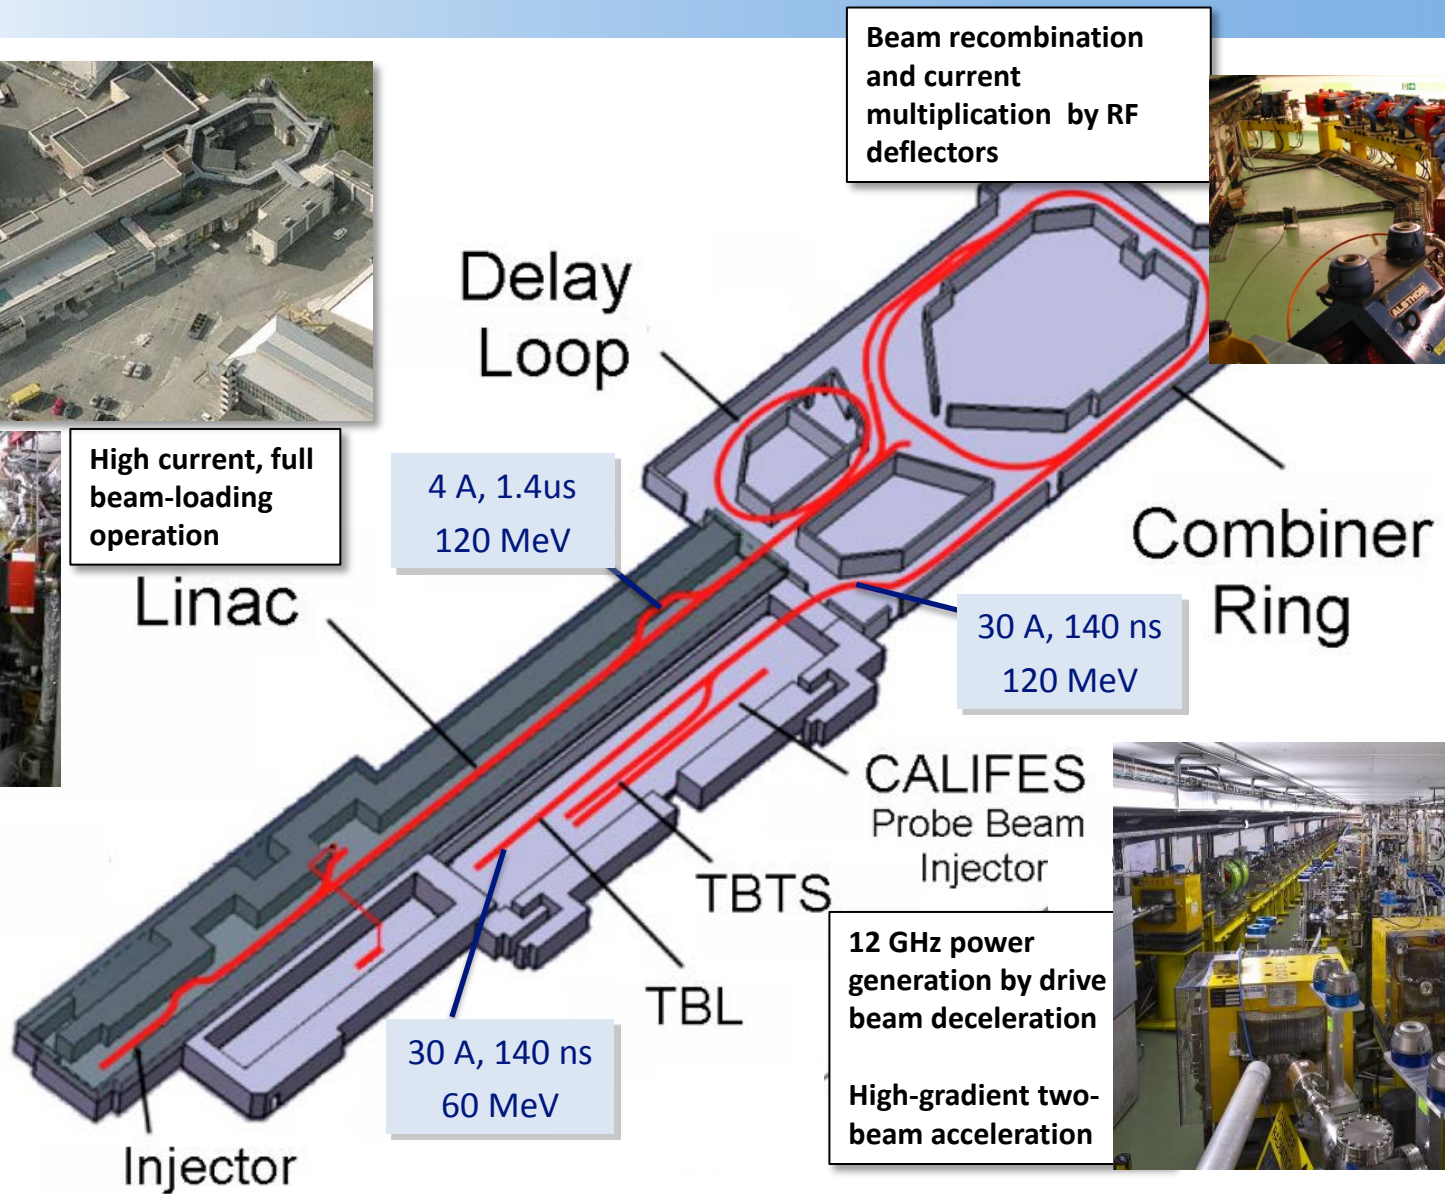 Beam recombination
and current
multiplication by RF
deflectors
Delay
Loop
High current, full
beam-loading
operation
4 A, 1.4us
120 MeV
Combiner
Ring
Linac
30 A, 140 ns
120 MeV
CALIFES
Probe Beam
Injector
TBTS
TBL
12 GHz power
generation by drive
beam deceleration
High-gradient two-
beam acceleration
30 A, 140 ns
60 MeV
Injector
ALSTHOM